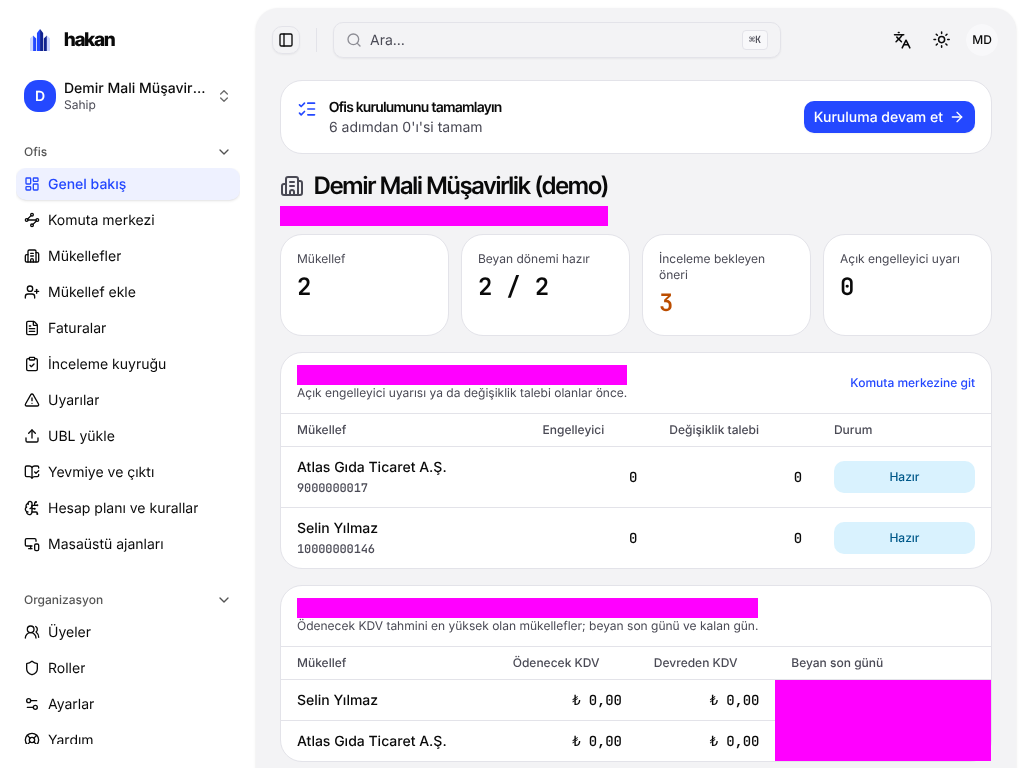 hakan
Ara...
⌘K
MD
D
Demir Mali Müşavir...
Sahip
Ofis
Genel bakış
Komuta merkezi
Mükellefler
Mükellef ekle
Faturalar
İnceleme kuyruğu
Uyarılar
UBL yükle
Yevmiye ve çıktı
Hesap planı ve kurallar
Masaüstü ajanları
Organizasyon
Üyeler
Roller
Ayarlar
Yardım
Ofis kurulumunu tamamlayın
6 adımdan 0'ı'si tamam
Kuruluma devam et
Demir Mali Müşavirlik (demo)
Mükellef
2
Beyan dönemi hazır
2 / 2
İnceleme bekleyen
öneri
3
Açık engelleyici uyarı
0
Açık engelleyici uyarısı ya da değişiklik talebi olanlar önce.
Komuta merkezine git
Mükellef Engelleyici Değişiklik talebi Durum
Atlas Gıda Ticaret A.Ş.
9000000017
0 0 Hazır
Selin Yılmaz
10000000146
0 0 Hazır
Ödenecek KDV tahmini en yüksek olan mükellefler; beyan son günü ve kalan gün.
Mükellef Ödenecek KDV Devreden KDV Beyan son günü
Selin Yılmaz ₺ 0,00 ₺ 0,00
Atlas Gıda Ticaret A.Ş. ₺ 0,00 ₺ 0,00